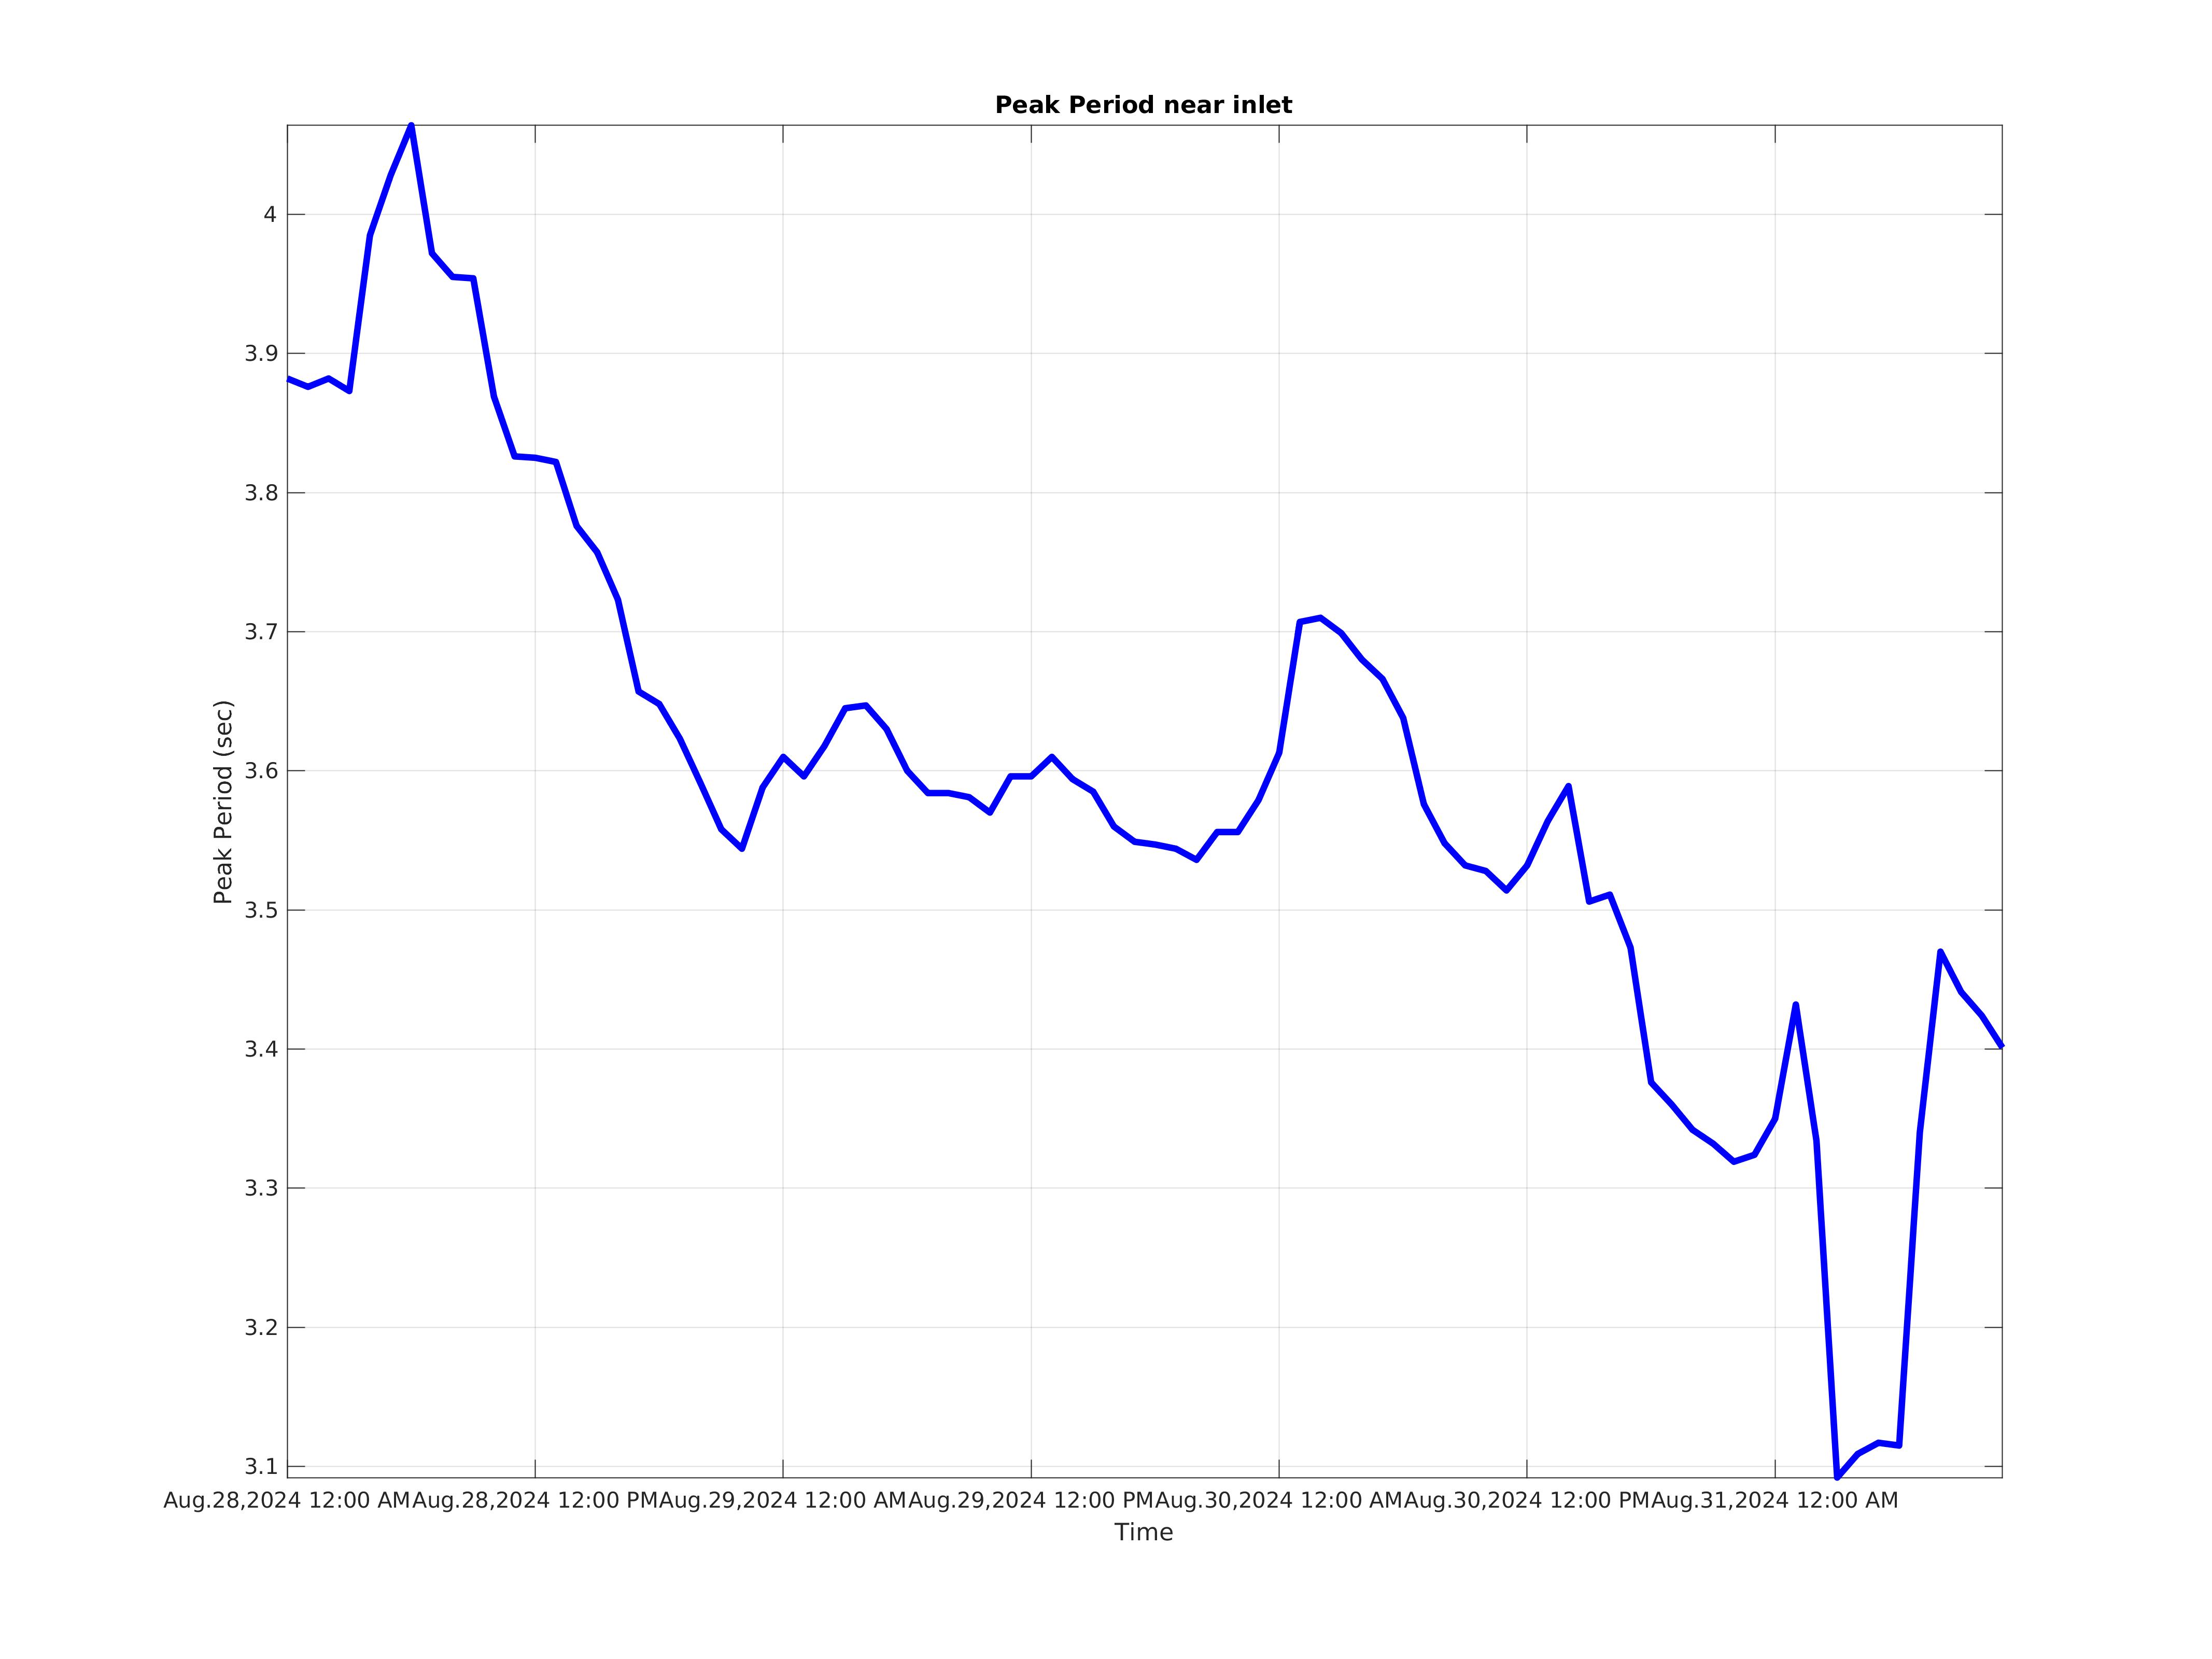 Peak Period near inlet
Peak Period (sec)
4
3.9
3.8
3.7
3.6
3.5
3.4
3.3
3.2
3.1
Aug.28,2024 12:00 AM Aug.28,2024 12:00 PM Aug.29,2024 12:00 AM Aug.29,2024 12:00 PM Aug.30,2024 12:00 AM Aug.30,2024 12:00 PM Aug.31,2024 12:00 AM
Time